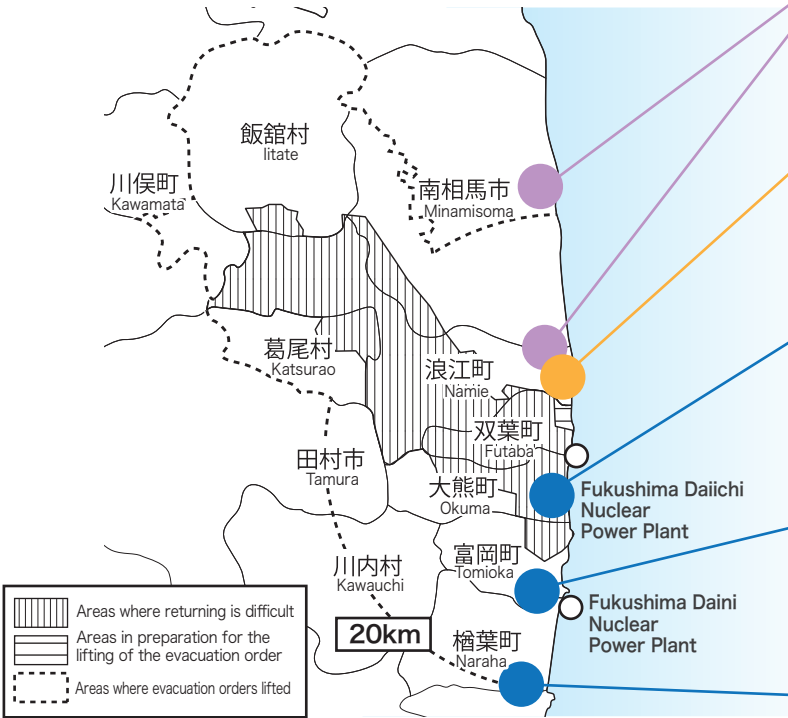 飯舘村
Iitate
川俣町
Kawamata
南相馬市
Minamisoma
葛尾村
Katsurao
浪江町
Namie
双葉町
Futaba
田村市
Tamura
大熊町
Okuma
Fukushima Daiichi
Nuclear
Power Plant
富岡町
Tomioka
川内村
Kawauchi
Fukushima Daini
Nuclear
Power Plant
20km
楢葉町
Naraha
Areas where returning is difficult
Areas in preparation for the
lifting of the evacuation order
Areas where evacuation orders lifted